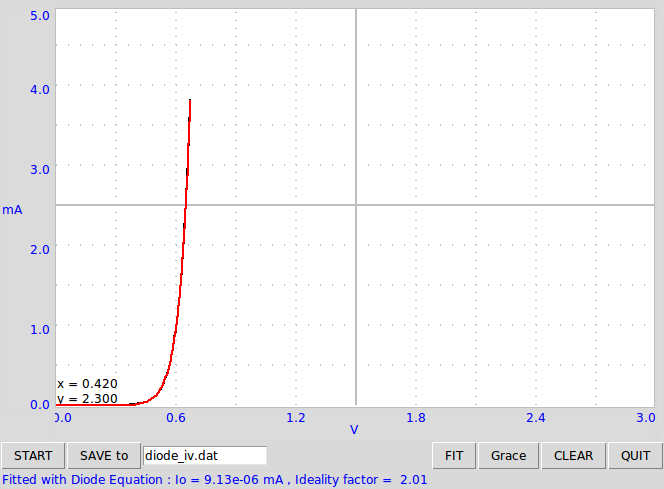 5.0
4.0
3.0
mA
2.0
1.0
x = 0.420
y = 2.300
0.0
0.0 0.6 1.2 1.8 2.4 3.0
V
START SAVE to diode_iv.dat FIT Grace CLEAR QUIT
Fitted with Diode Equation : Io = 9.13e-06 mA , Ideality factor = 2.01